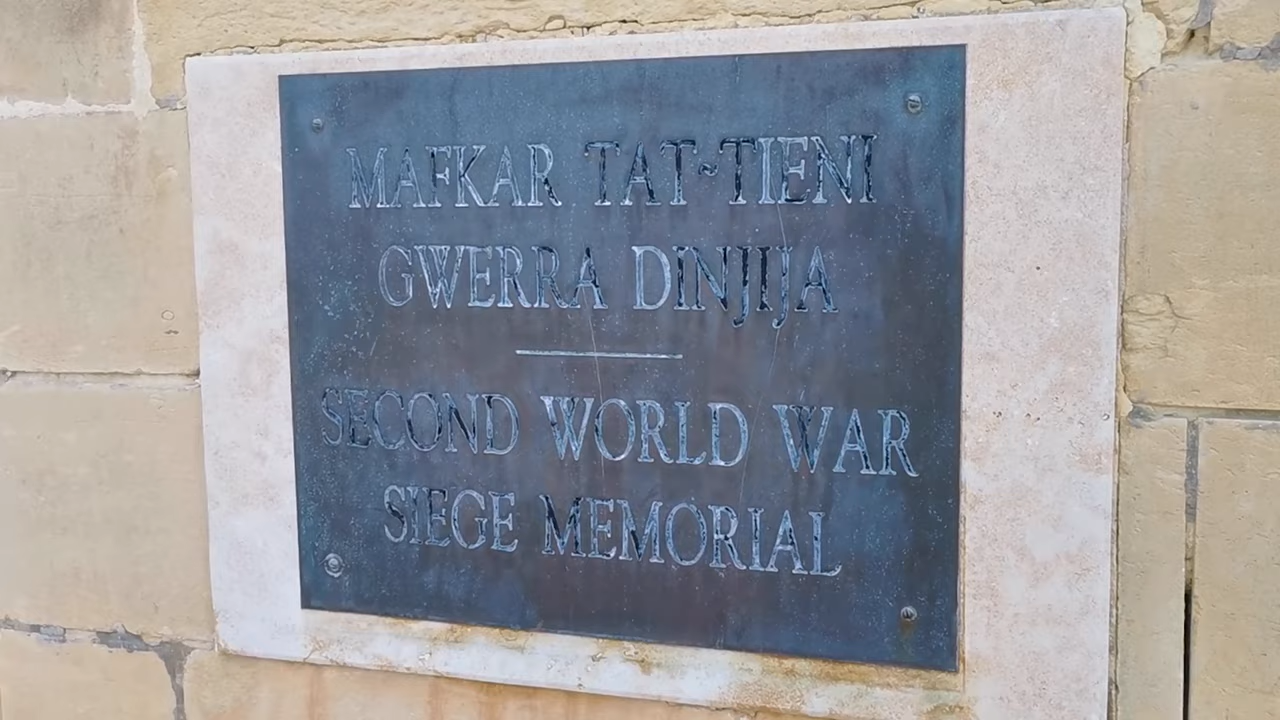 MAFKAR TAT~TIENI
GWERRA DINJIJA
SECOND WORLD WAR
SIEGE MEMORIAL